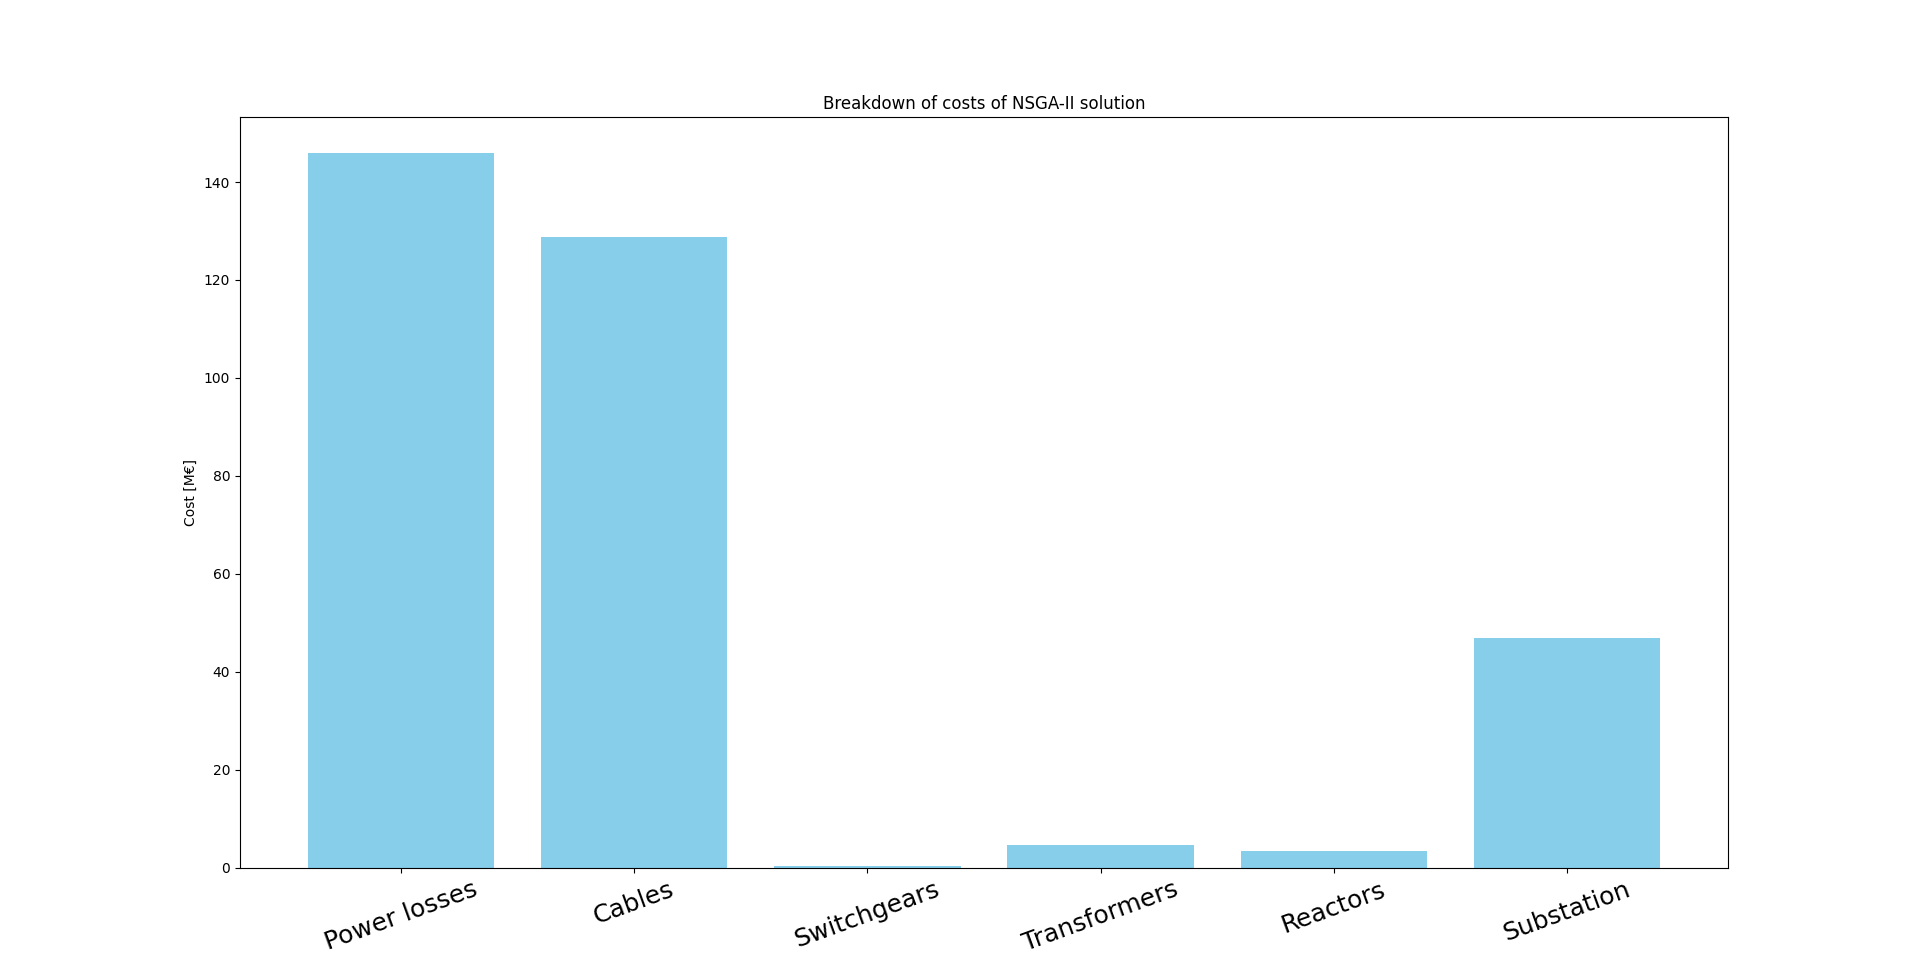 Breakdown of costs of NSGA-II solution
Cost [M€]
140
120
100
80
60
40
20
0
Power losses
Cables
Switchgears
Transformers
Reactors
Substation